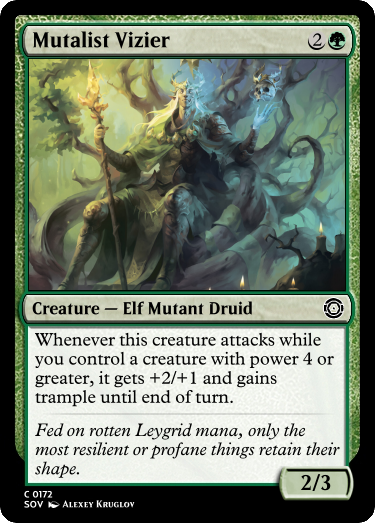 Mutalist Vizier 2
Creature — Elf Mutant Druid
Whenever this creature attacks while
you control a creature with power 4 or
greater, it gets +2/+1 and gains
trample until end of turn.
Fed on rotten Leygrid mana, only the
most resilient or profane things retain their
shape.
2/3
C 0172
SOV Alexey Kruglov